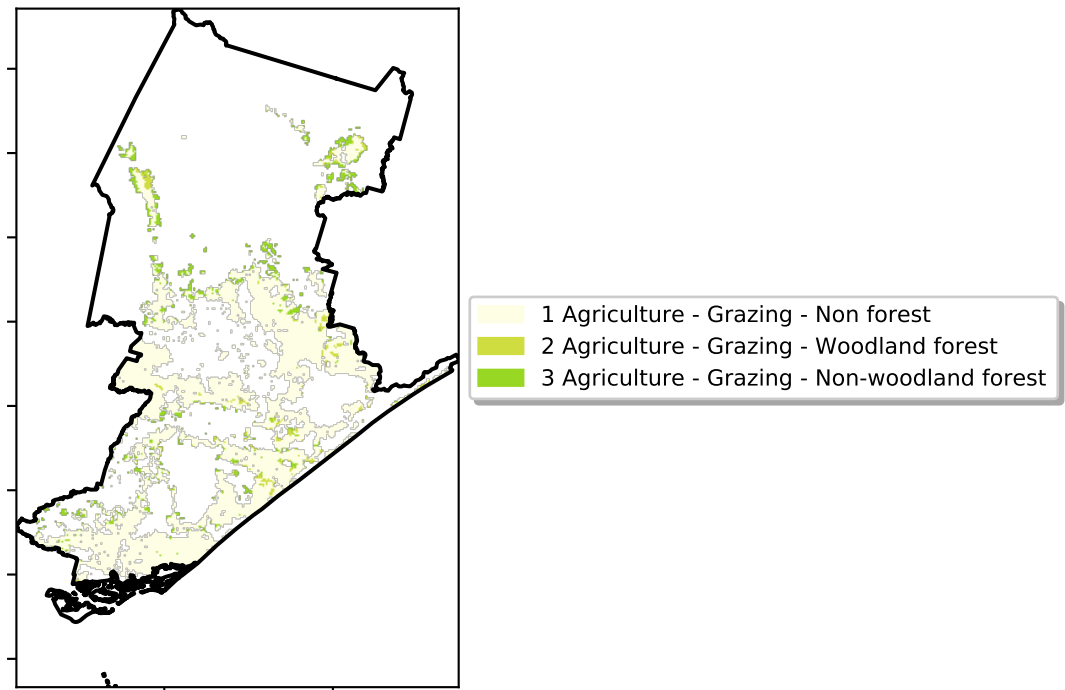 1 Agriculture - Grazing - Non forest
2 Agriculture - Grazing - Woodland forest
3 Agriculture - Grazing - Non-woodland forest